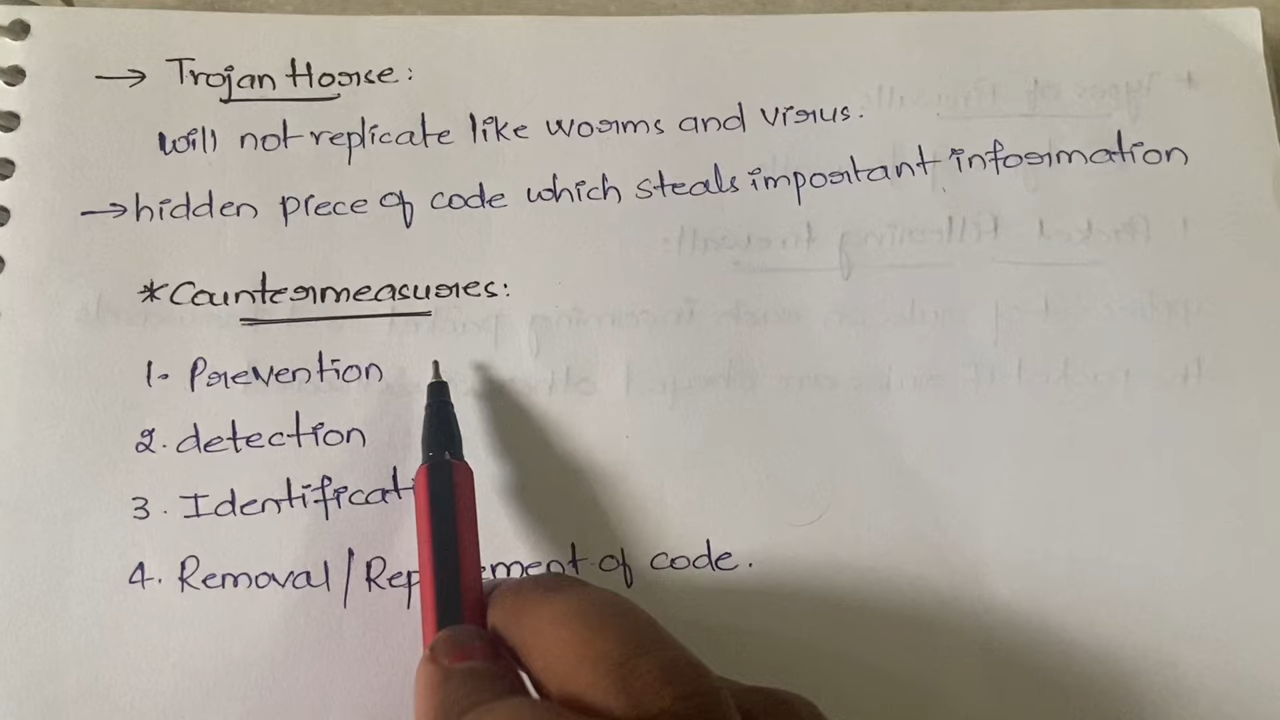 → Trojan Horse:
will not replicate like worms and virus.
→ hidden piece of code which steals important information
* Countermeasures:
1. Prevention
2. detection
3. Identificati
4. Removal / Rep ement of code.